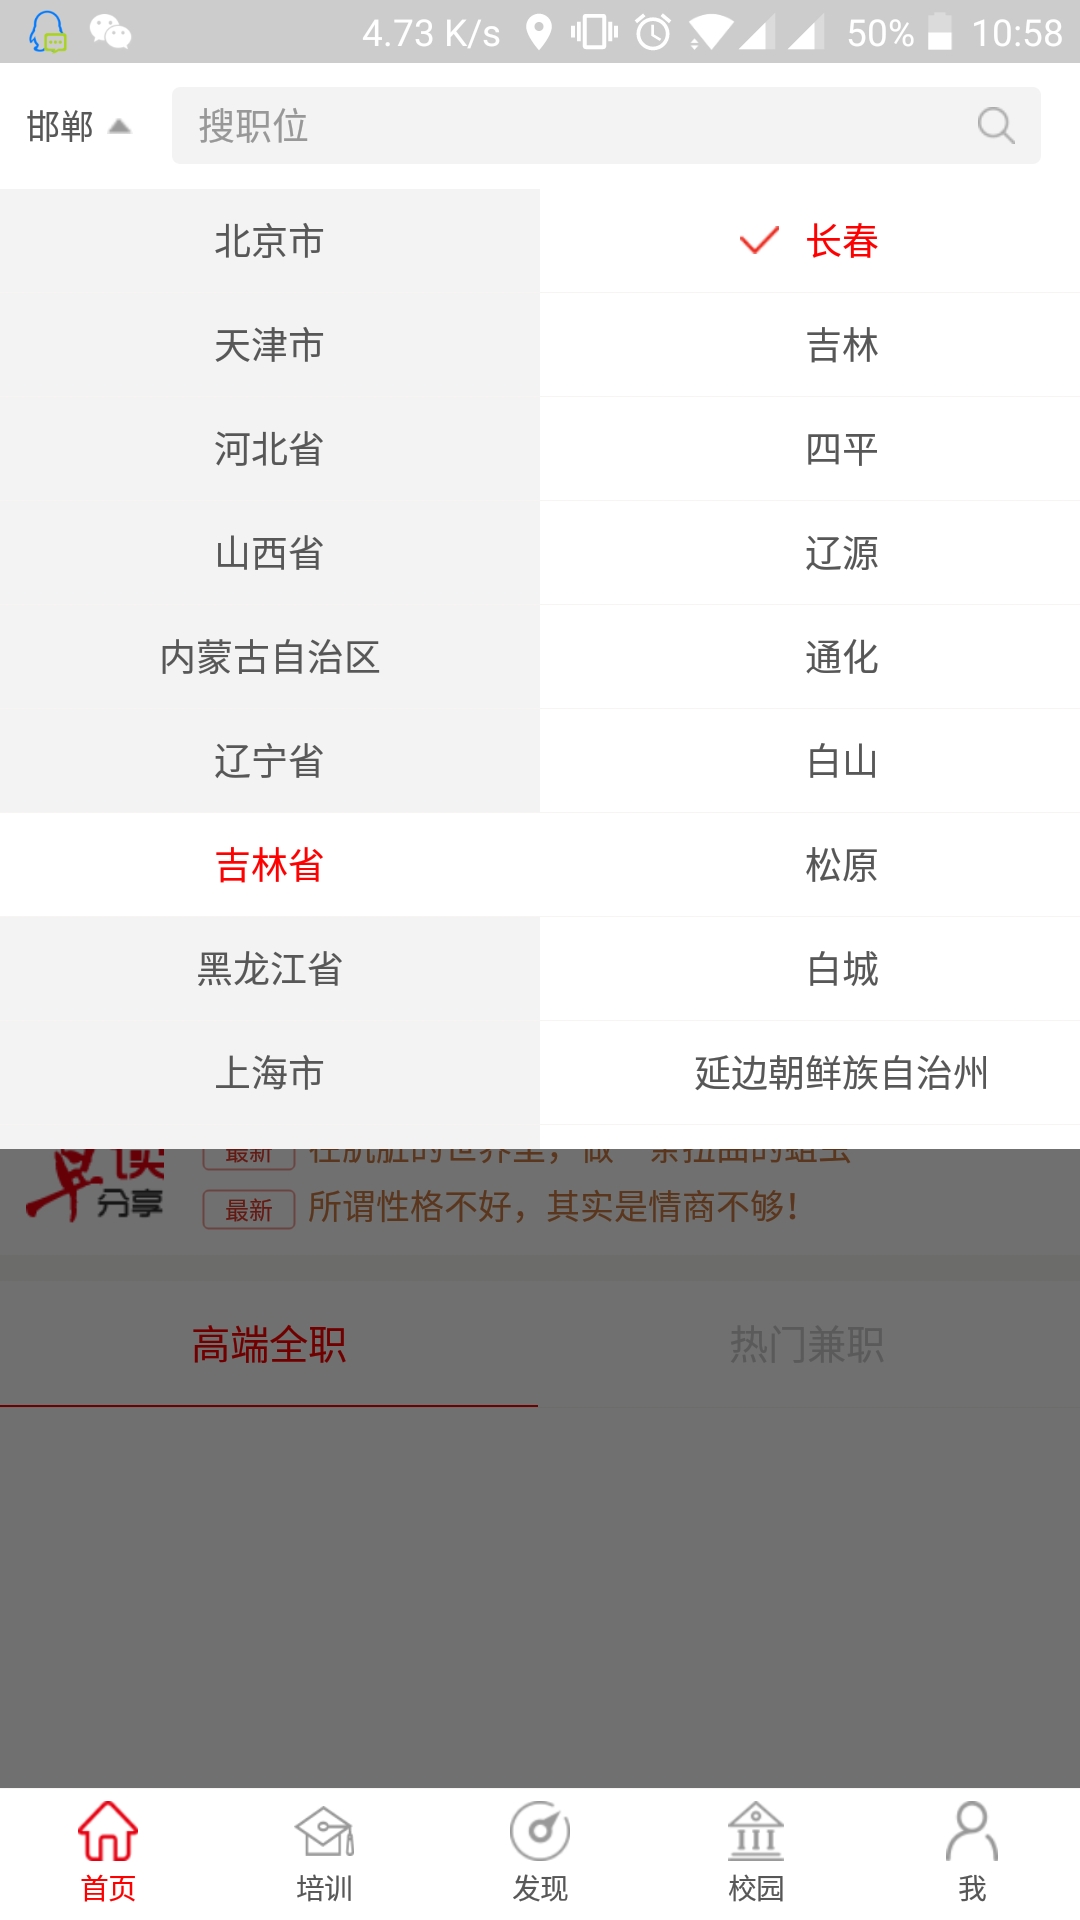 4.73 K/s 50% 10:58
邯郸 搜职位
北京市 长春
天津市 吉林
河北省 四平
山西省 辽源
内蒙古自治区 通化
辽宁省 白山
吉林省 松原
黑龙江省 白城
上海市 延边朝鲜族自治州
早读
分享
最新
最新 所谓性格不好，其实是情商不够！
高端全职 热门兼职
首页 培训 发现 校园 我